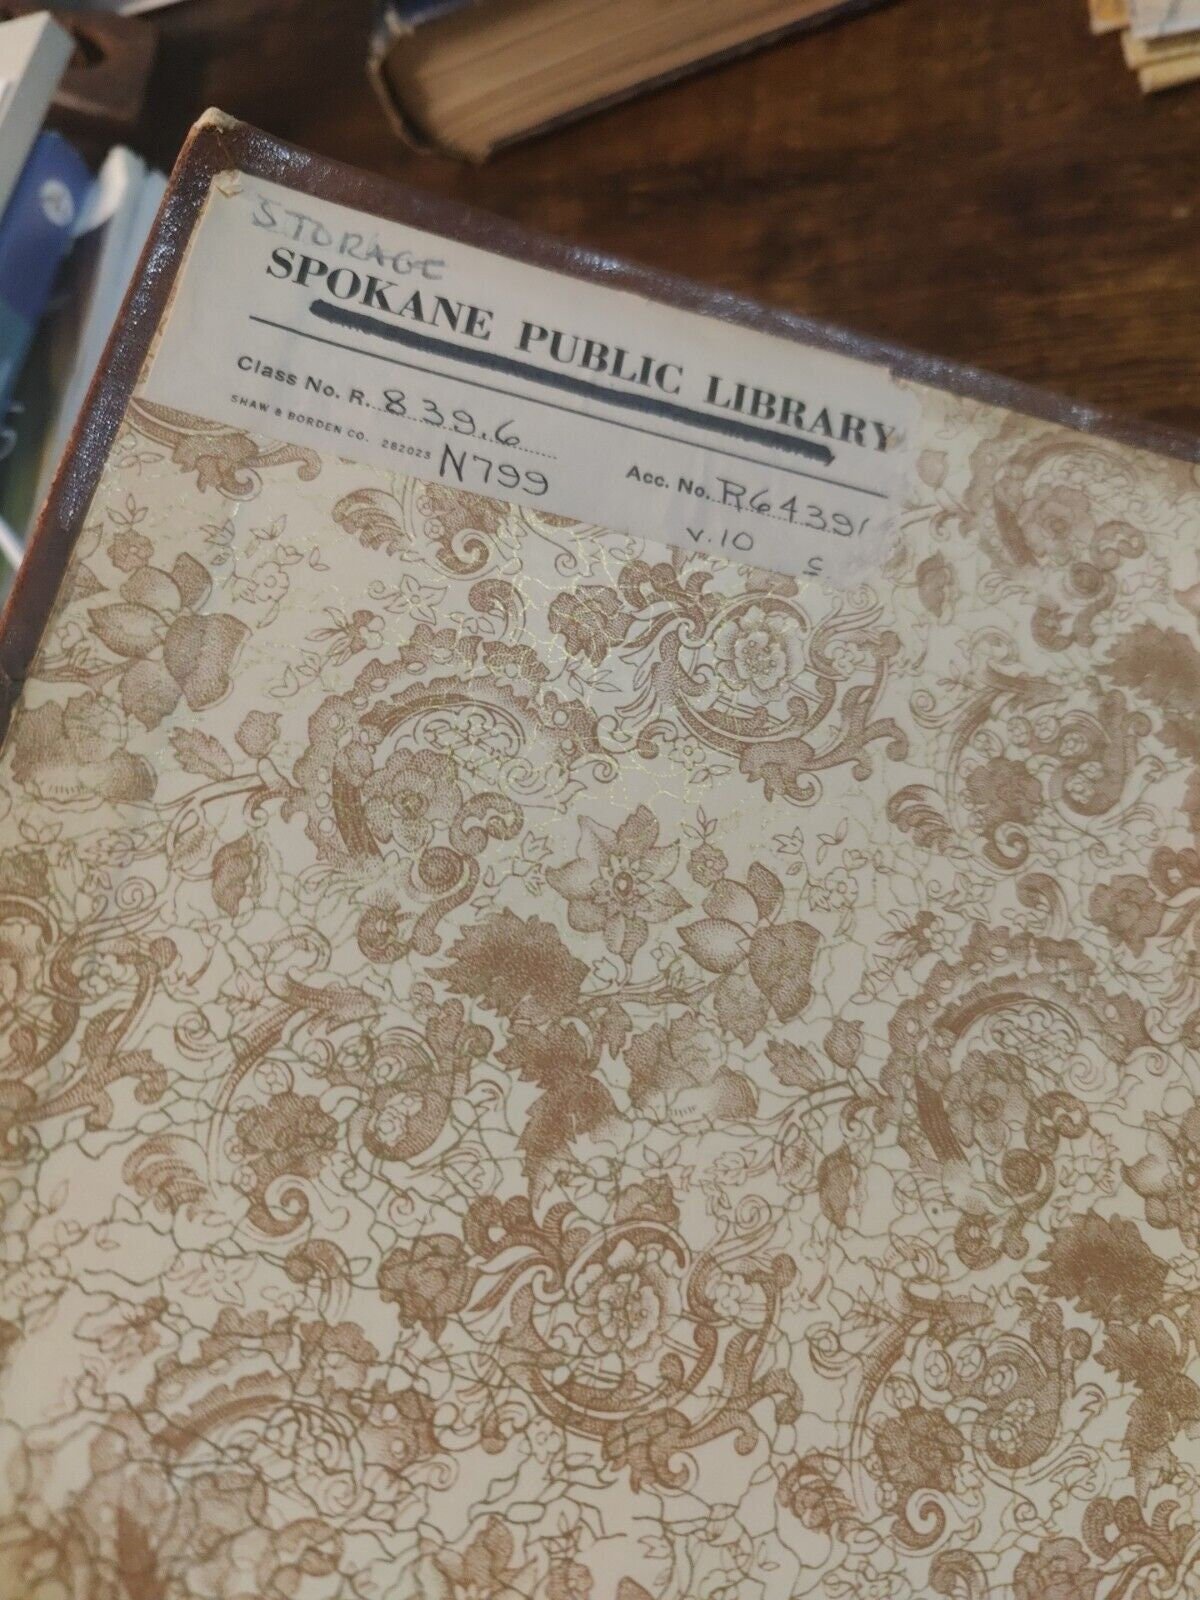 STORAGE
SPOKANE PUBLIC LIBRARY
Class No. R. 839.6 Acc. No. R64391
SHAW & BORDEN CO. 282023 N799 v.10 c